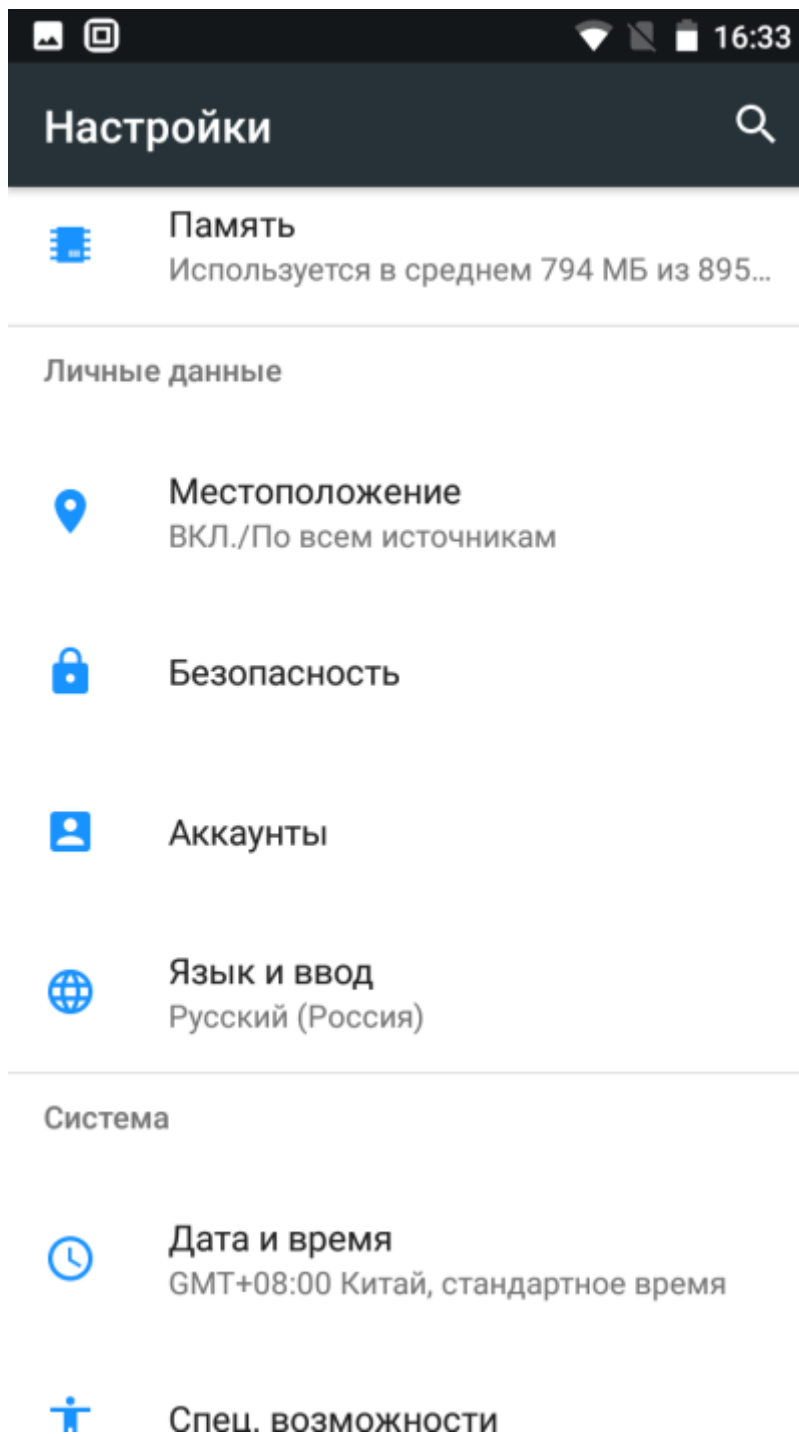 16:33
Настройки
Память
Используется в среднем 794 МБ из 895...
Личные данные
Местоположение
ВКЛ./По всем источникам
Безопасность
Аккаунты
Язык и ввод
Русский (Россия)
Система
Дата и время
GMT+08:00 Китай, стандартное время
Спец. возможности